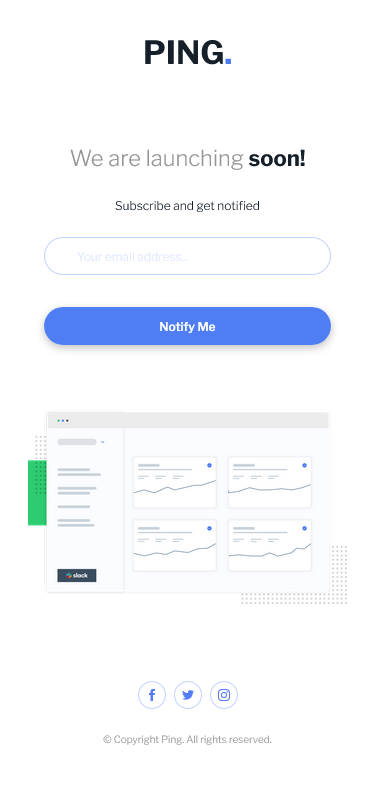 PING.
We are launching soon!
Subscribe and get notified
Your email address...
Notify Me
slack
© Copyright Ping. All rights reserved.